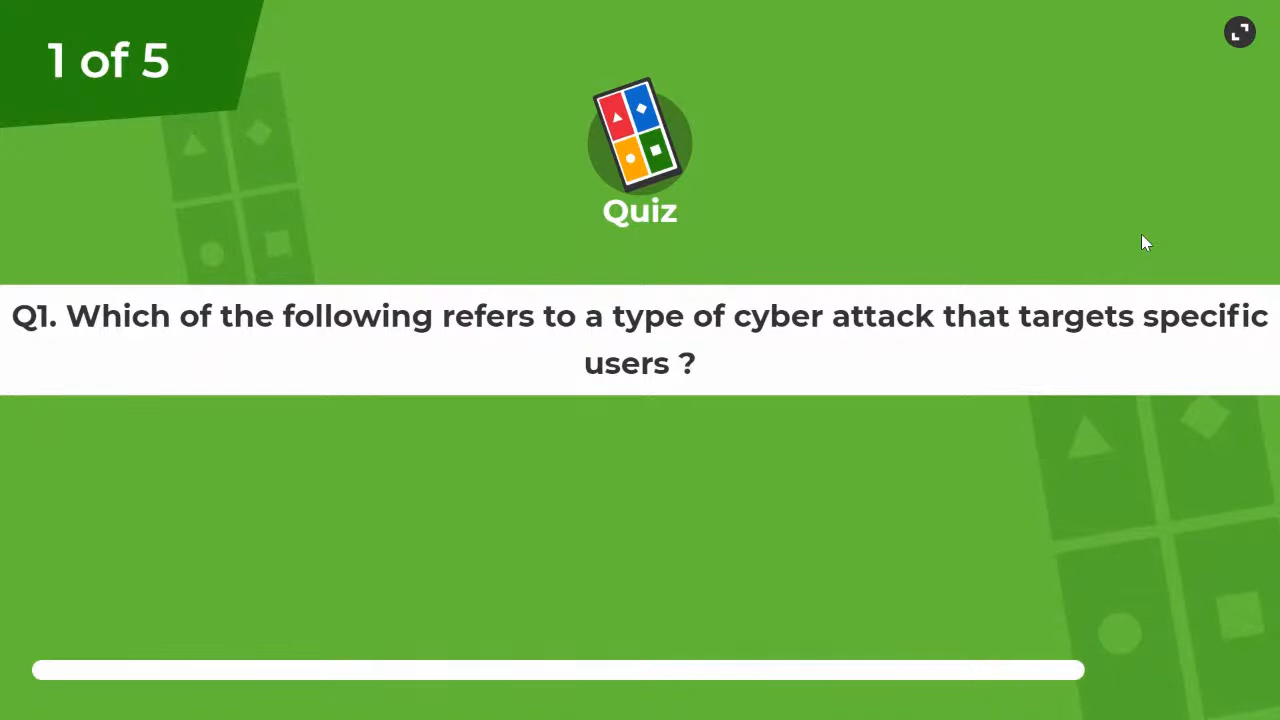 1 of 5
Quiz
Q1. Which of the following refers to a type of cyber attack that targets specific
users ?